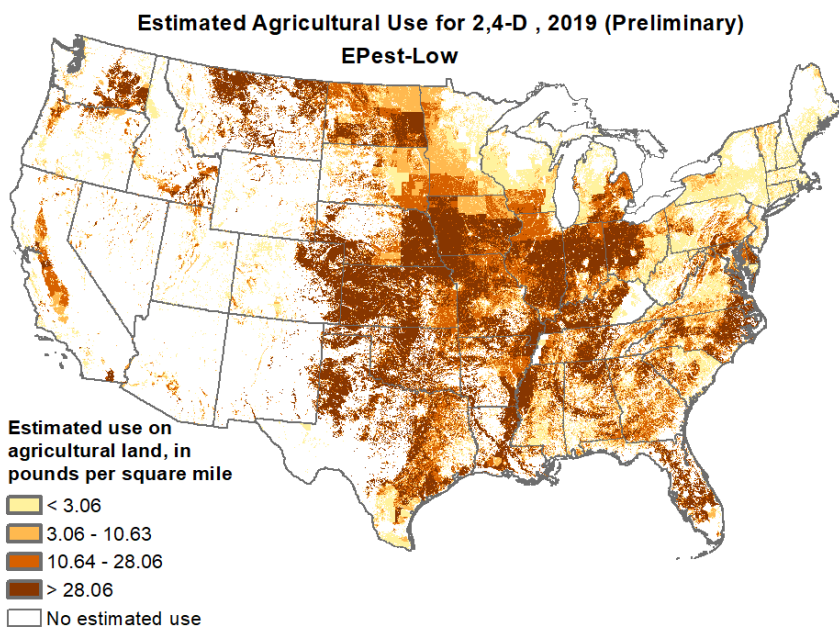 Estimated Agricultural Use for 2,4-D , 2019 (Preliminary)
EPest-Low
Estimated use on
agricultural land, in
pounds per square mile
< 3.06
3.06 - 10.63
10.64 - 28.06
> 28.06
No estimated use